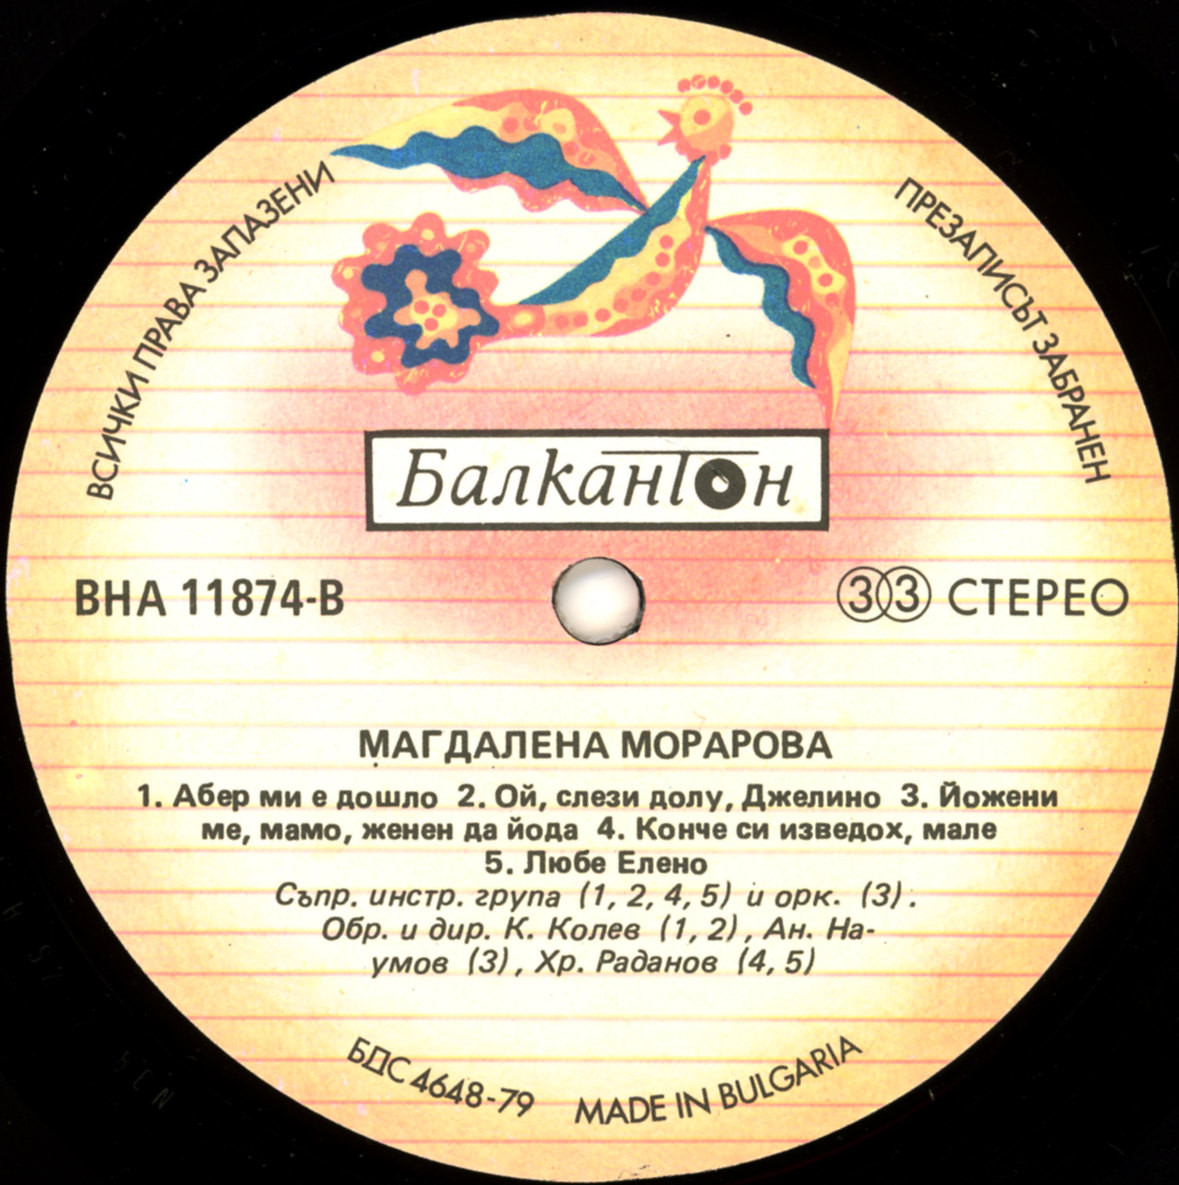 ВСИЧКИ ПРАВА ЗАПАЗЕНИ
ПРЕЗАПИСЪТ ЗАБРАНЕН
Балкантон
ВНА 11874-В
33 СТЕРЕО
МАГДАЛЕНА МОРАРОВА
1. Абер ми е дошло 2. Ой, слези долу, Джелино 3. Йожени
ме, мамо, женен да йода 4. Конче си изведох, мале
5. Любе Елено
Съпр. инстр. група (1, 2, 4, 5) и орк. (3).
Обр. и дир. К. Колев (1, 2), Ан. На-
умов (3), Хр. Раданов (4, 5)
БДС 4648-79
MADE IN BULGARIA